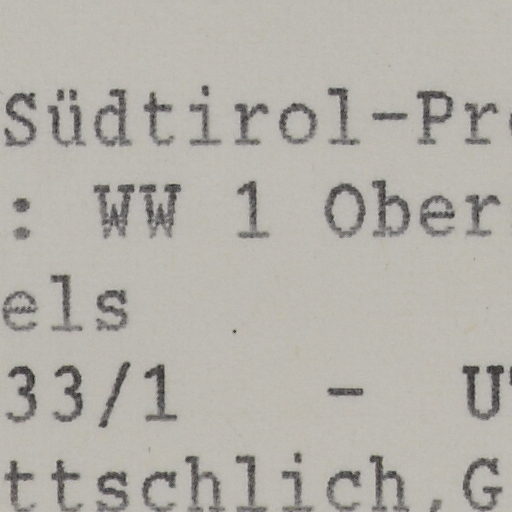 Südtirol-Pr
: WW 1 Ober
els
33/1 - U
ttschlich,G